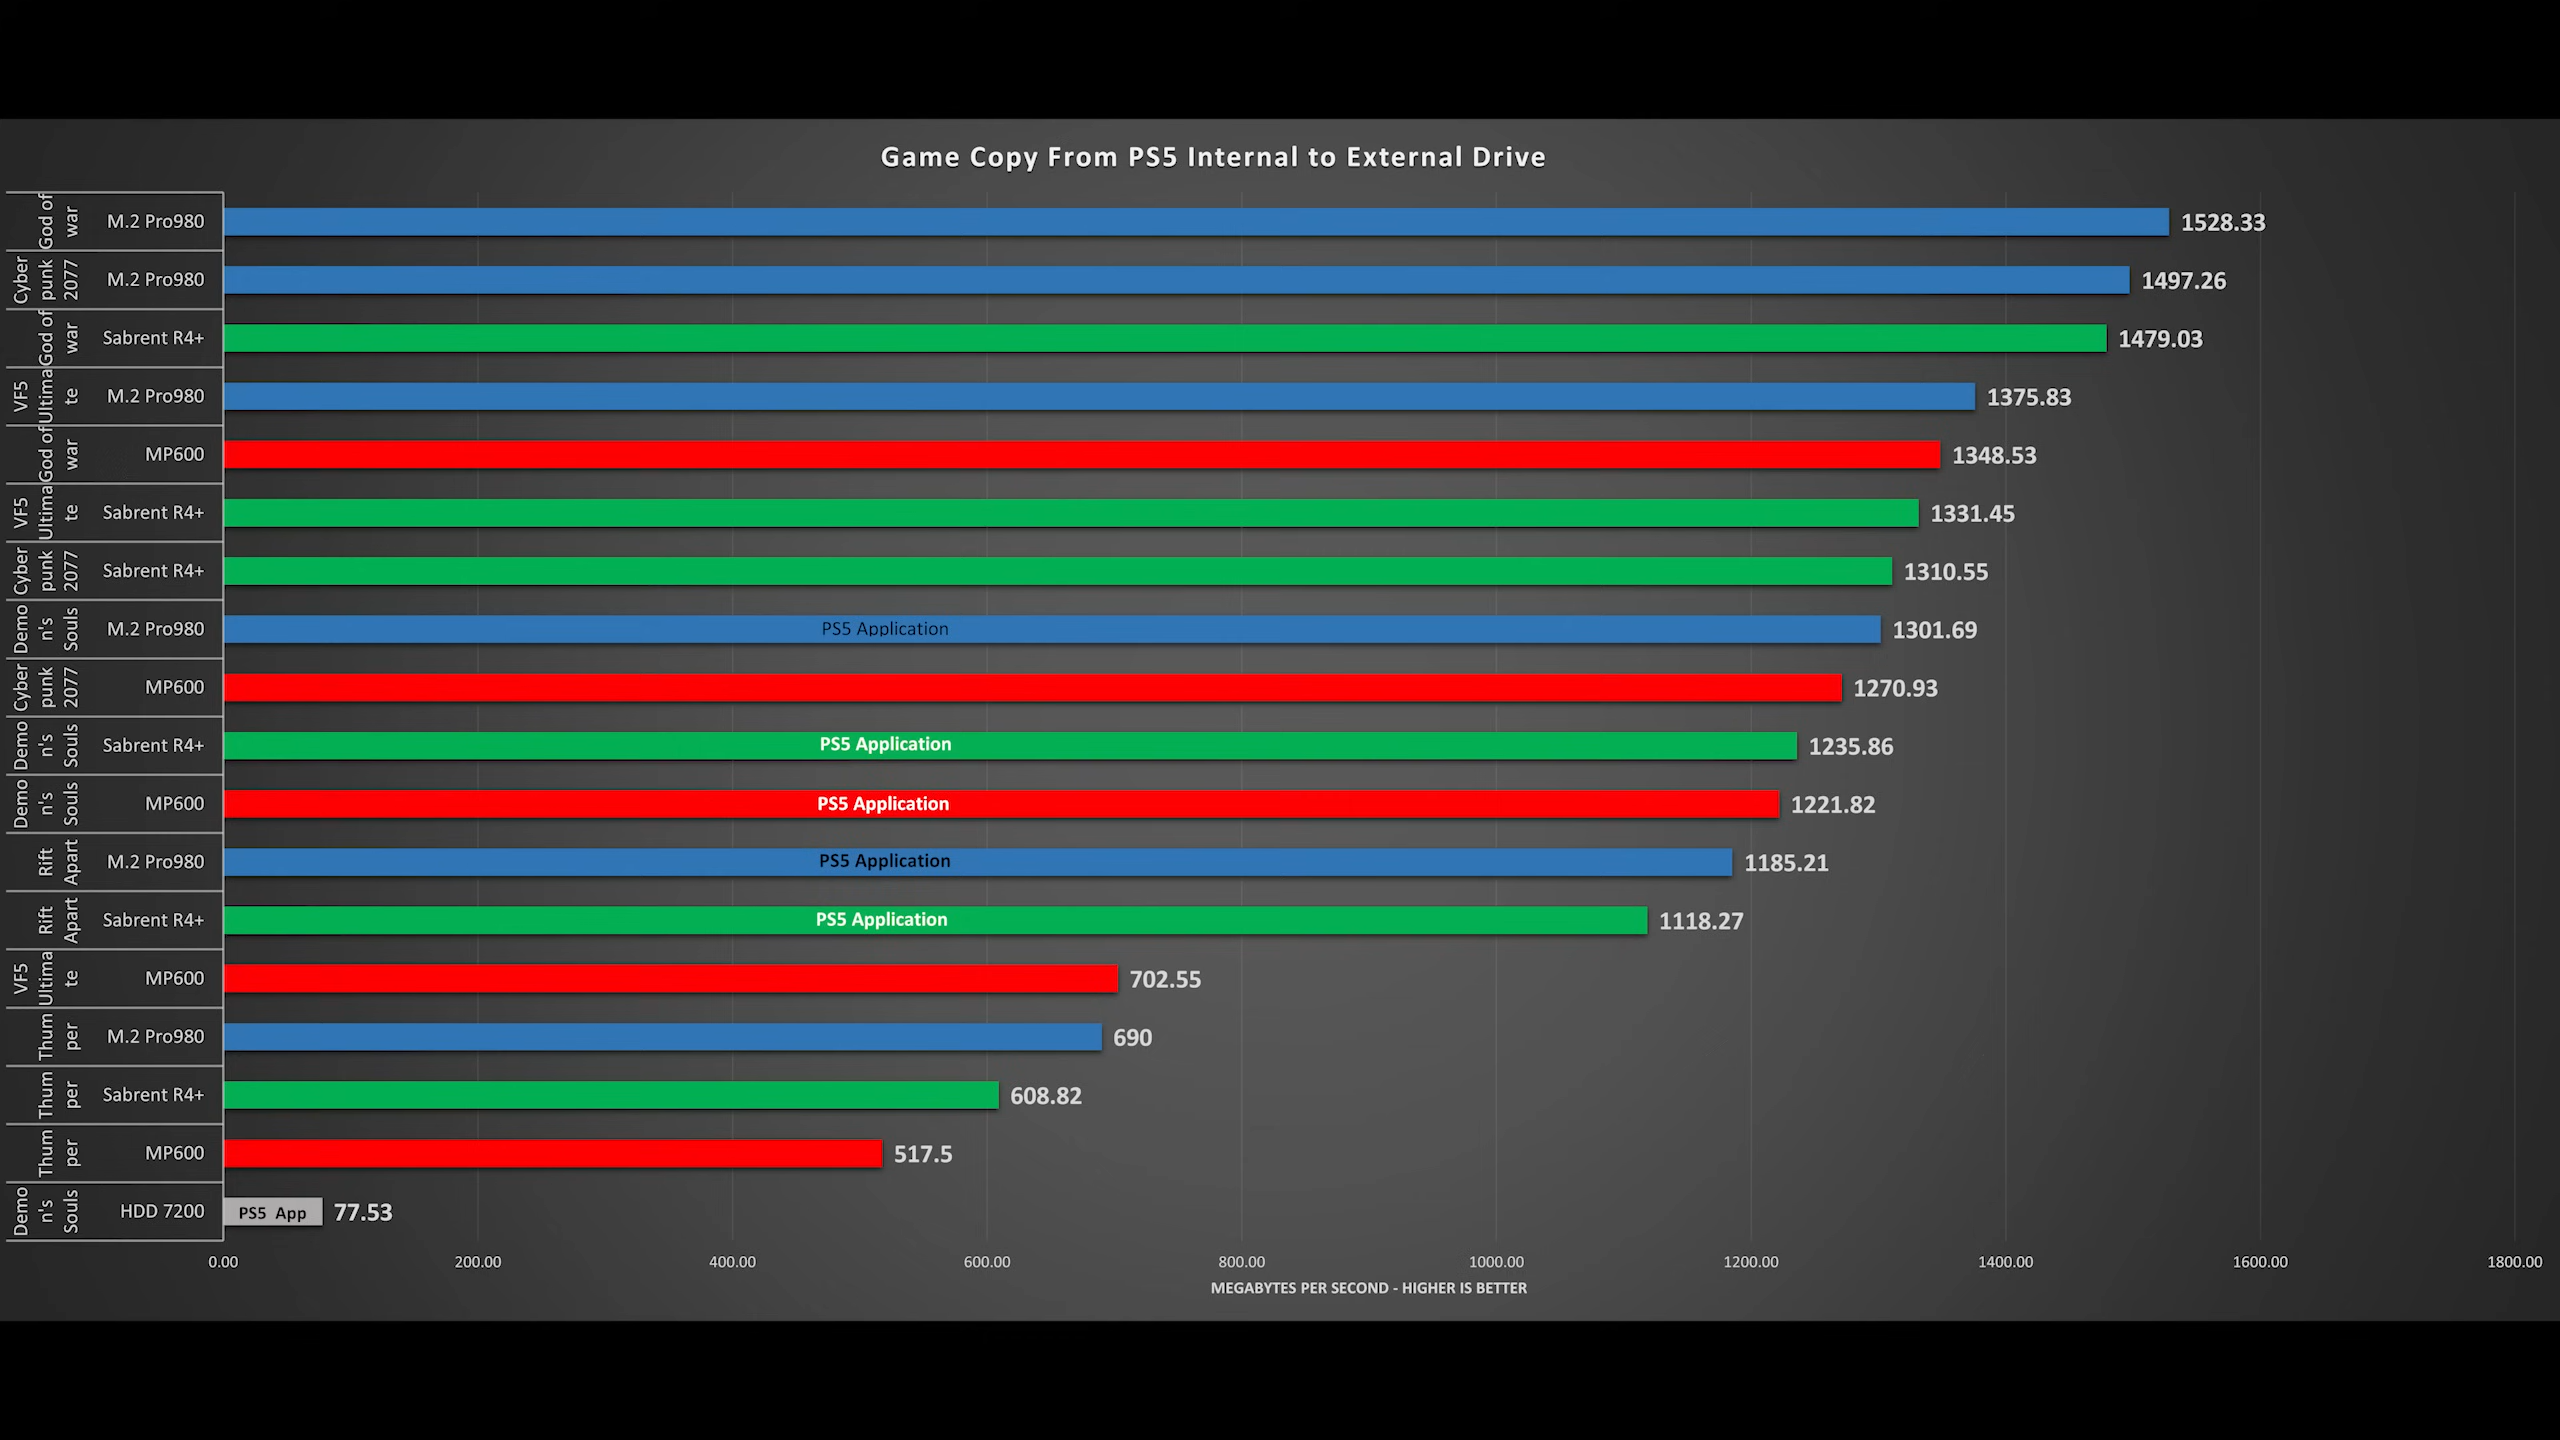 Game Copy From PS5 Internal to External Drive
God of
war
M.2 Pro980
1528.33
Cyber
punk
2077
M.2 Pro980
1497.26
God of
war
Sabrent R4+
1479.03
VF5
Ultima
te
M.2 Pro980
1375.83
God of
war
MP600
1348.53
VF5
Ultima
te
Sabrent R4+
1331.45
Cyber
punk
2077
Sabrent R4+
1310.55
Demo
n's
Souls
M.2 Pro980
PS5 Application
1301.69
Cyber
punk
2077
MP600
1270.93
Demo
n's
Souls
Sabrent R4+
PS5 Application
1235.86
Demo
n's
Souls
MP600
PS5 Application
1221.82
Rift
Apart
M.2 Pro980
PS5 Application
1185.21
Rift
Apart
Sabrent R4+
PS5 Application
1118.27
VF5
Ultima
te
MP600
702.55
Thum
per
M.2 Pro980
690
Thum
per
Sabrent R4+
608.82
Thum
per
MP600
517.5
Demo
n's
Souls
HDD 7200
PS5 App
77.53
0.00 200.00 400.00 600.00 800.00 1000.00 1200.00 1400.00 1600.00 1800.00
MEGABYTES PER SECOND - HIGHER IS BETTER